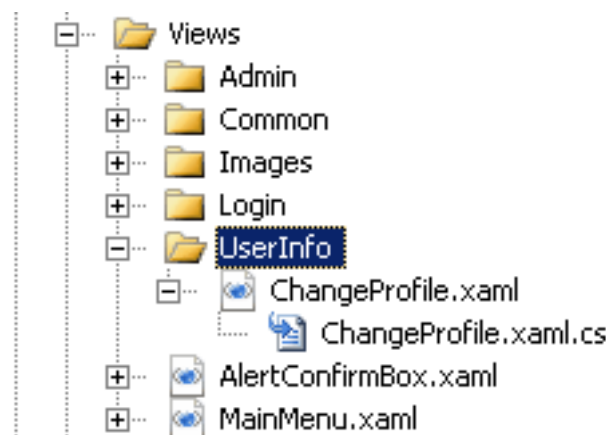 Views
Admin
Common
Images
Login
UserInfo
ChangeProfile.xaml
ChangeProfile.xaml.cs
AlertConfirmBox.xaml
MainMenu.xaml